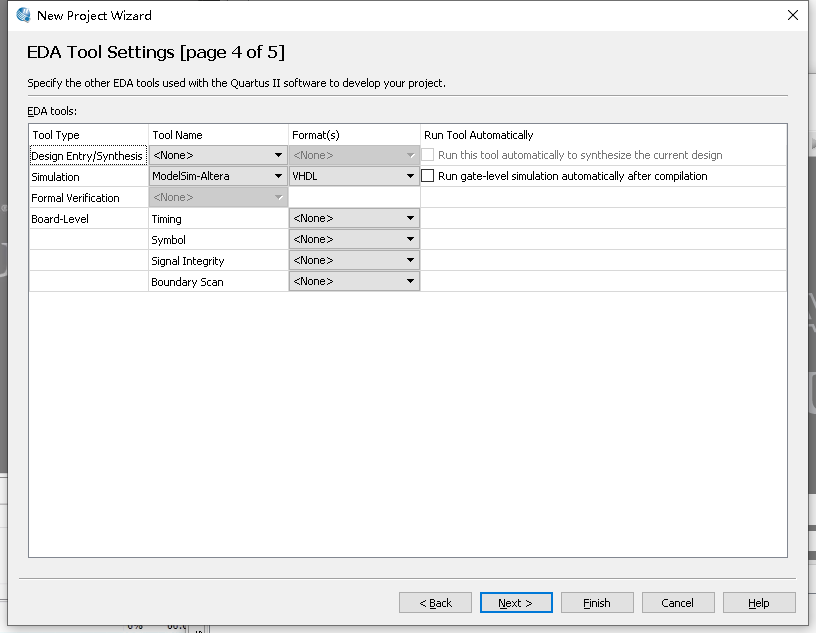 New Project Wizard
EDA Tool Settings [page 4 of 5]
Specify the other EDA tools used with the Quartus II software to develop your project.
EDA tools:
Tool Type Tool Name Format(s) Run Tool Automatically
Design Entry/Synthesis <None> <None> Run this tool automatically to synthesize the current design
Simulation ModelSim-Altera VHDL Run gate-level simulation automatically after compilation
Formal Verification <None>
Board-Level Timing <None>
Symbol <None>
Signal Integrity <None>
Boundary Scan <None>
< Back Next > Finish Cancel Help